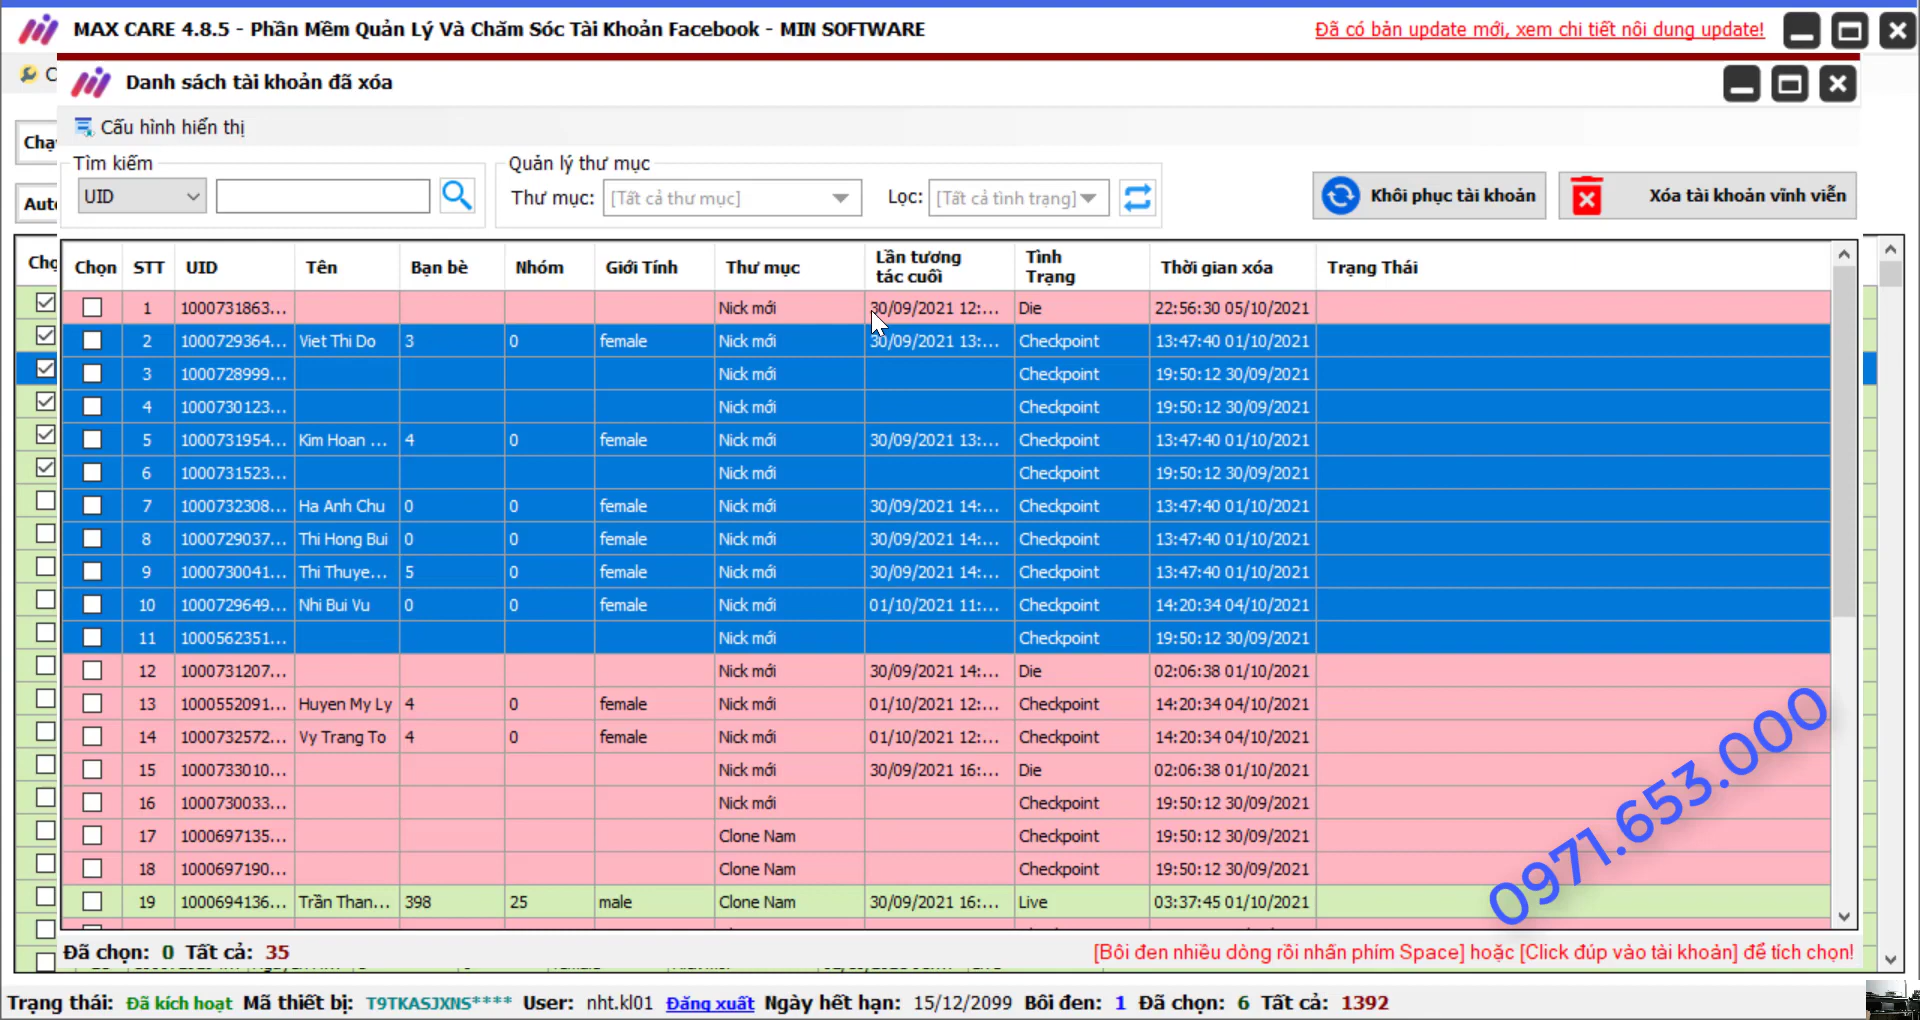 MAX CARE 4.8.5 - Phần Mềm Quản Lý Và Chăm Sóc Tài Khoản Facebook - MIN SOFTWARE
Đã có bản update mới, xem chi tiết nội dung update!
Danh sách tài khoản đã xóa
Cấu hình hiển thị
Tìm kiếm
UID
Quản lý thư mục
Thư mục: [Tất cả thư mục]
Lọc: [Tất cả tình trạng]
Khôi phục tài khoản
Xóa tài khoản vĩnh viễn
Chọn STT UID Tên Bạn bè Nhóm Giới Tính Thư mục Lần tương tác cuối Tình Trạng Thời gian xóa Trạng Thái
1 1000731863... Nick mới 30/09/2021 12:... Die 22:56:30 05/10/2021
2 1000729364... Viet Thi Do 3 0 female Nick mới 30/09/2021 13:... Checkpoint 13:47:40 01/10/2021
3 1000728999... Nick mới Checkpoint 19:50:12 30/09/2021
4 1000730123... Nick mới Checkpoint 19:50:12 30/09/2021
5 1000731954... Kim Hoan ... 4 0 female Nick mới 30/09/2021 13:... Checkpoint 13:47:40 01/10/2021
6 1000731523... Nick mới Checkpoint 19:50:12 30/09/2021
7 1000732308... Ha Anh Chu 0 0 female Nick mới 30/09/2021 14:... Checkpoint 13:47:40 01/10/2021
8 1000729037... Thi Hong Bui 0 0 female Nick mới 30/09/2021 14:... Checkpoint 13:47:40 01/10/2021
9 1000730041... Thi Thuye... 5 0 female Nick mới 30/09/2021 14:... Checkpoint 13:47:40 01/10/2021
10 1000729649... Nhi Bui Vu 0 0 female Nick mới 01/10/2021 11:... Checkpoint 14:20:34 04/10/2021
11 1000562351... Nick mới Checkpoint 19:50:12 30/09/2021
12 1000731207... Nick mới 30/09/2021 14:... Die 02:06:38 01/10/2021
13 1000552091... Huyen My Ly 4 0 female Nick mới 01/10/2021 12:... Checkpoint 14:20:34 04/10/2021
14 1000732572... Vy Trang To 4 0 female Nick mới 01/10/2021 12:... Checkpoint 14:20:34 04/10/2021
15 1000733010... Nick mới 30/09/2021 16:... Die 02:06:38 01/10/2021
16 1000730033... Nick mới Checkpoint 19:50:12 30/09/2021
17 1000697135... Clone Nam Checkpoint 19:50:12 30/09/2021
18 1000697190... Clone Nam Checkpoint 19:50:12 30/09/2021
19 1000694136... Trần Than... 398 25 male Clone Nam 30/09/2021 16:... Live 03:37:45 01/10/2021
0971.653.000
Đã chọn: 0 Tất cả: 35
[Bôi đen nhiều dòng rồi nhấn phím Space] hoặc [Click đúp vào tài khoản] để tích chọn!
Trạng thái: Đã kích hoạt Mã thiết bị: T9TKASJXNS**** User: nht.kl01 Đăng xuất Ngày hết hạn: 15/12/2099 Bôi đen: 1 Đã chọn: 6 Tất cả: 1392